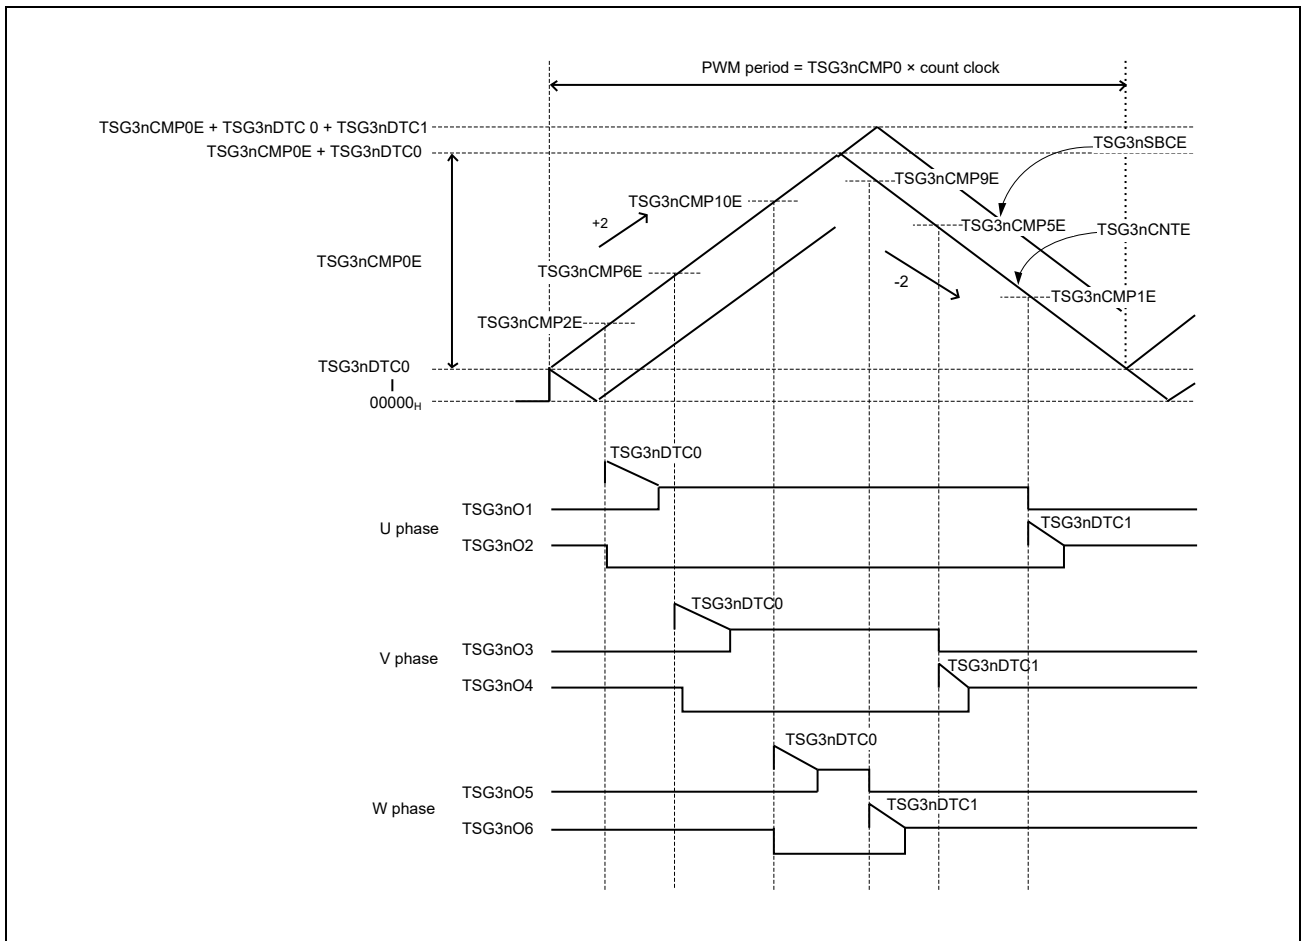 PWM period = TSG3nCMP0 × count clock
TSG3nCMP0E + TSG3nDTC 0 + TSG3nDTC1
TSG3nCMP0E + TSG3nDTC0
TSG3nSBCE
TSG3nCMP9E
TSG3nCMP10E
+2
TSG3nCMP5E
TSG3nCNTE
TSG3nCMP0E
TSG3nCMP6E
-2
TSG3nCMP1E
TSG3nCMP2E
TSG3nDTC0
00000H
TSG3nDTC0
TSG3nO1
U phase
TSG3nDTC1
TSG3nO2
TSG3nDTC0
TSG3nO3
V phase
TSG3nDTC1
TSG3nO4
TSG3nDTC0
TSG3nO5
W phase
TSG3nDTC1
TSG3nO6